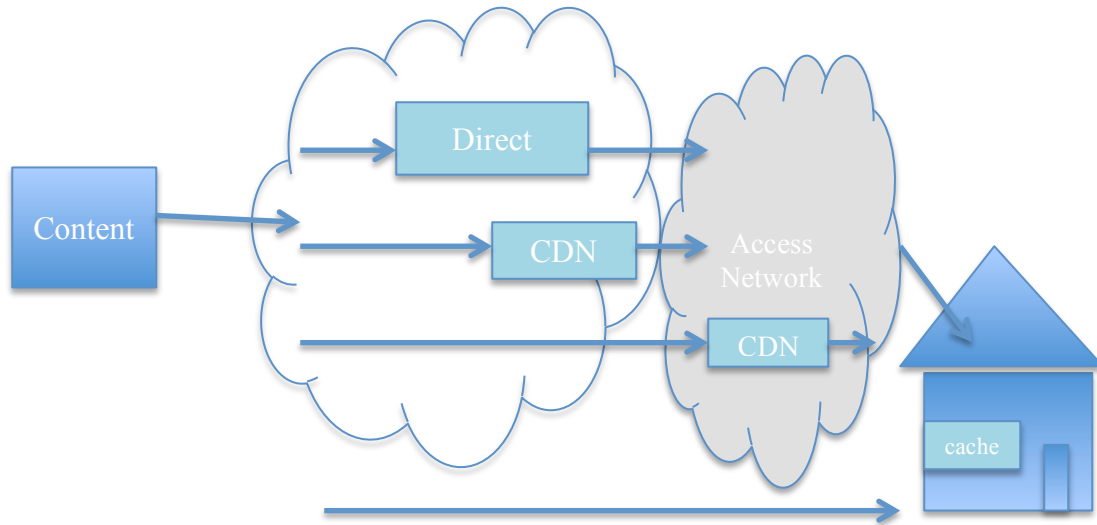 Direct
Content
CDN
Access
Network
CDN
cache